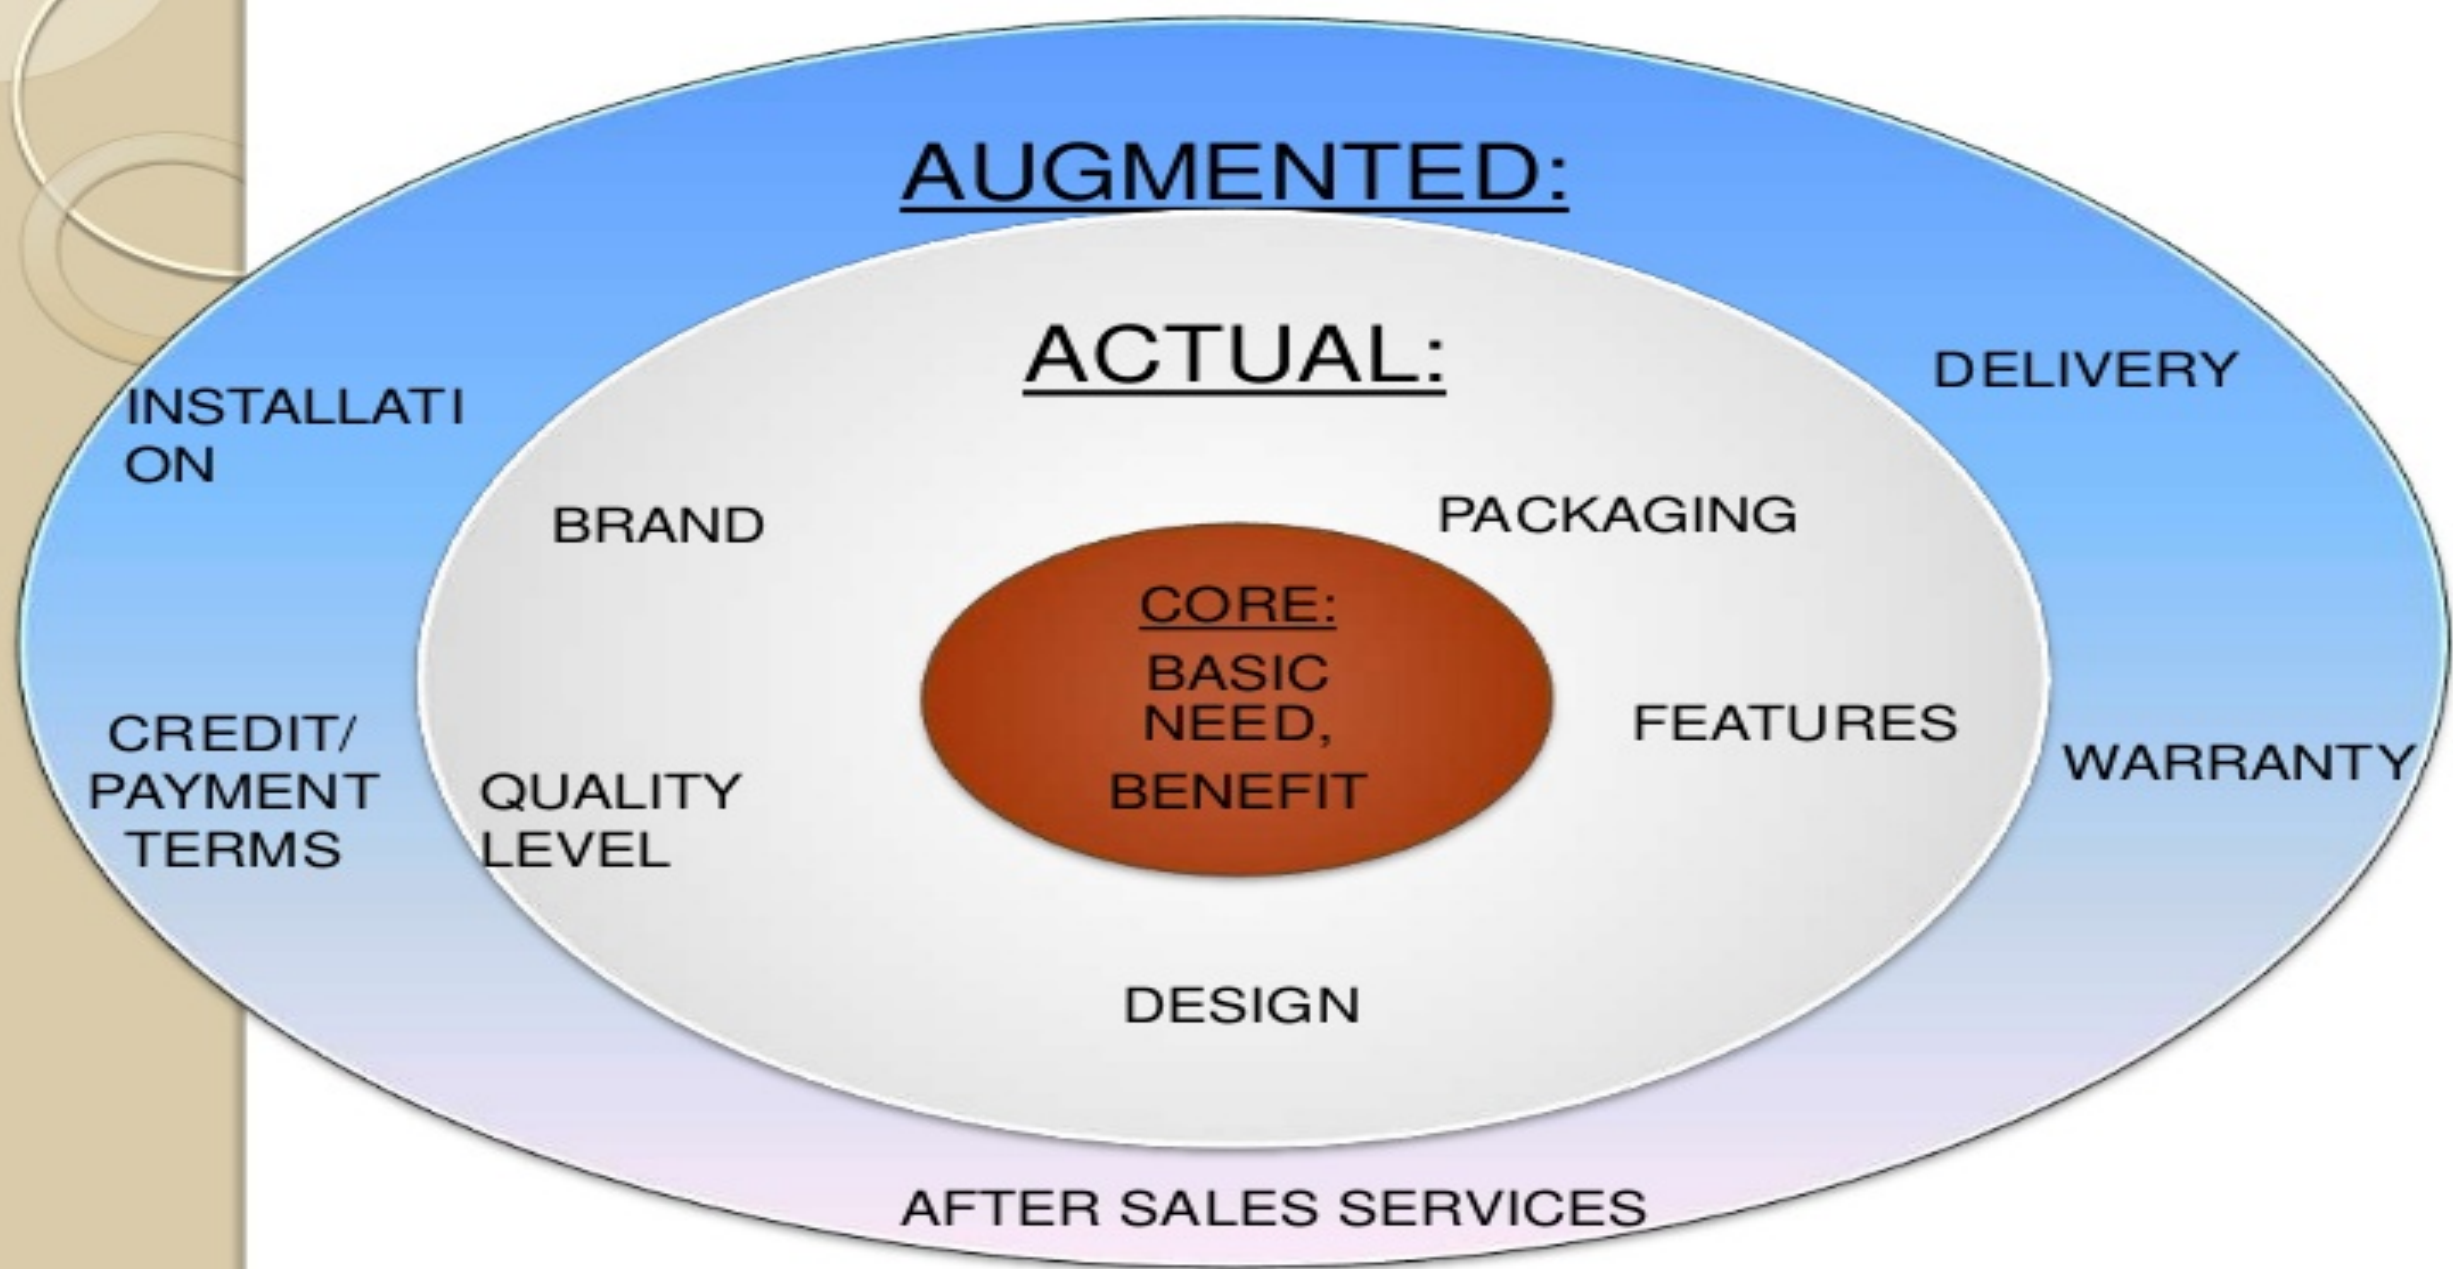 AUGMENTED:
ACTUAL:
DELIVERY
INSTALLATI
ON
BRAND
PACKAGING
CORE:
BASIC
NEED,
BENEFIT
FEATURES
WARRANTY
CREDIT/
PAYMENT
TERMS
QUALITY
LEVEL
DESIGN
AFTER SALES SERVICES